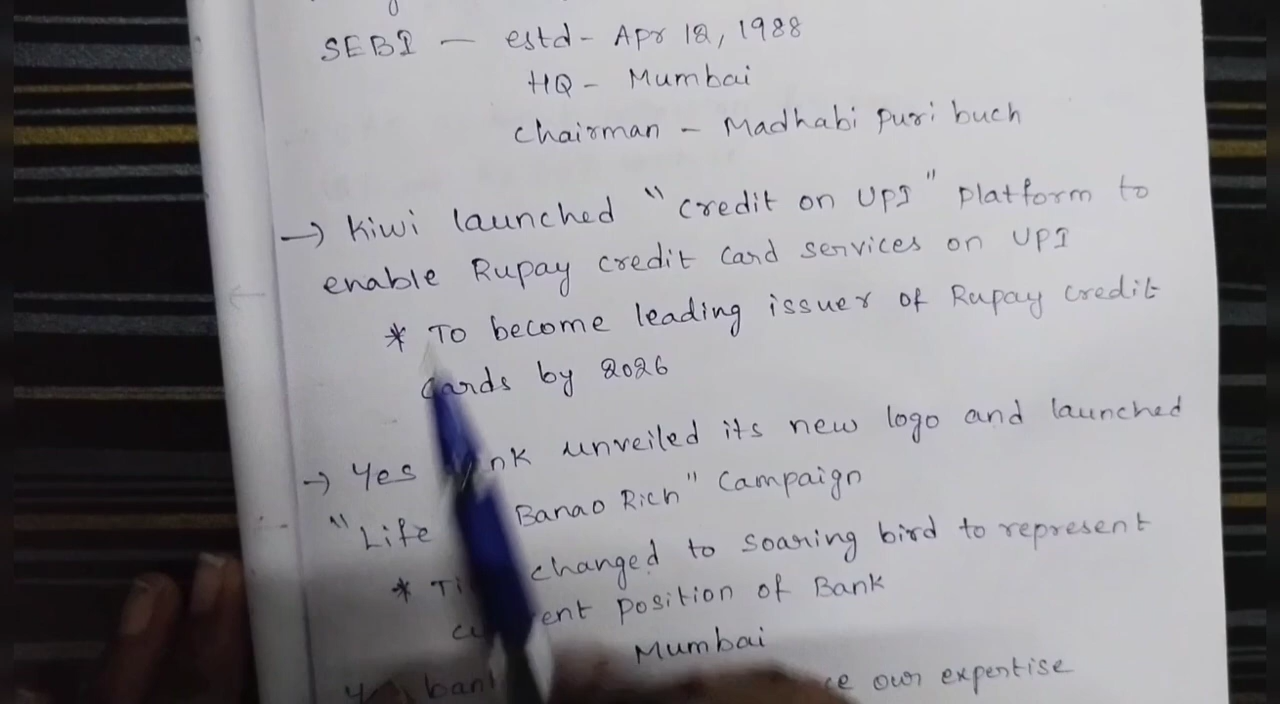 SEBI — estd - Apr 12, 1988
HQ - Mumbai
Chairman - Madhabi puri buch
→ Kiwi launched "credit on UPI" platform to
enable Rupay credit card services on UPI
* To become leading issuer of Rupay credit
cards by 2026
→ Yes unveiled its new logo and launched
"Life Banao Rich" Campaign
* changed to soaring bird to represent
position of Bank
Mumbai
our expertise